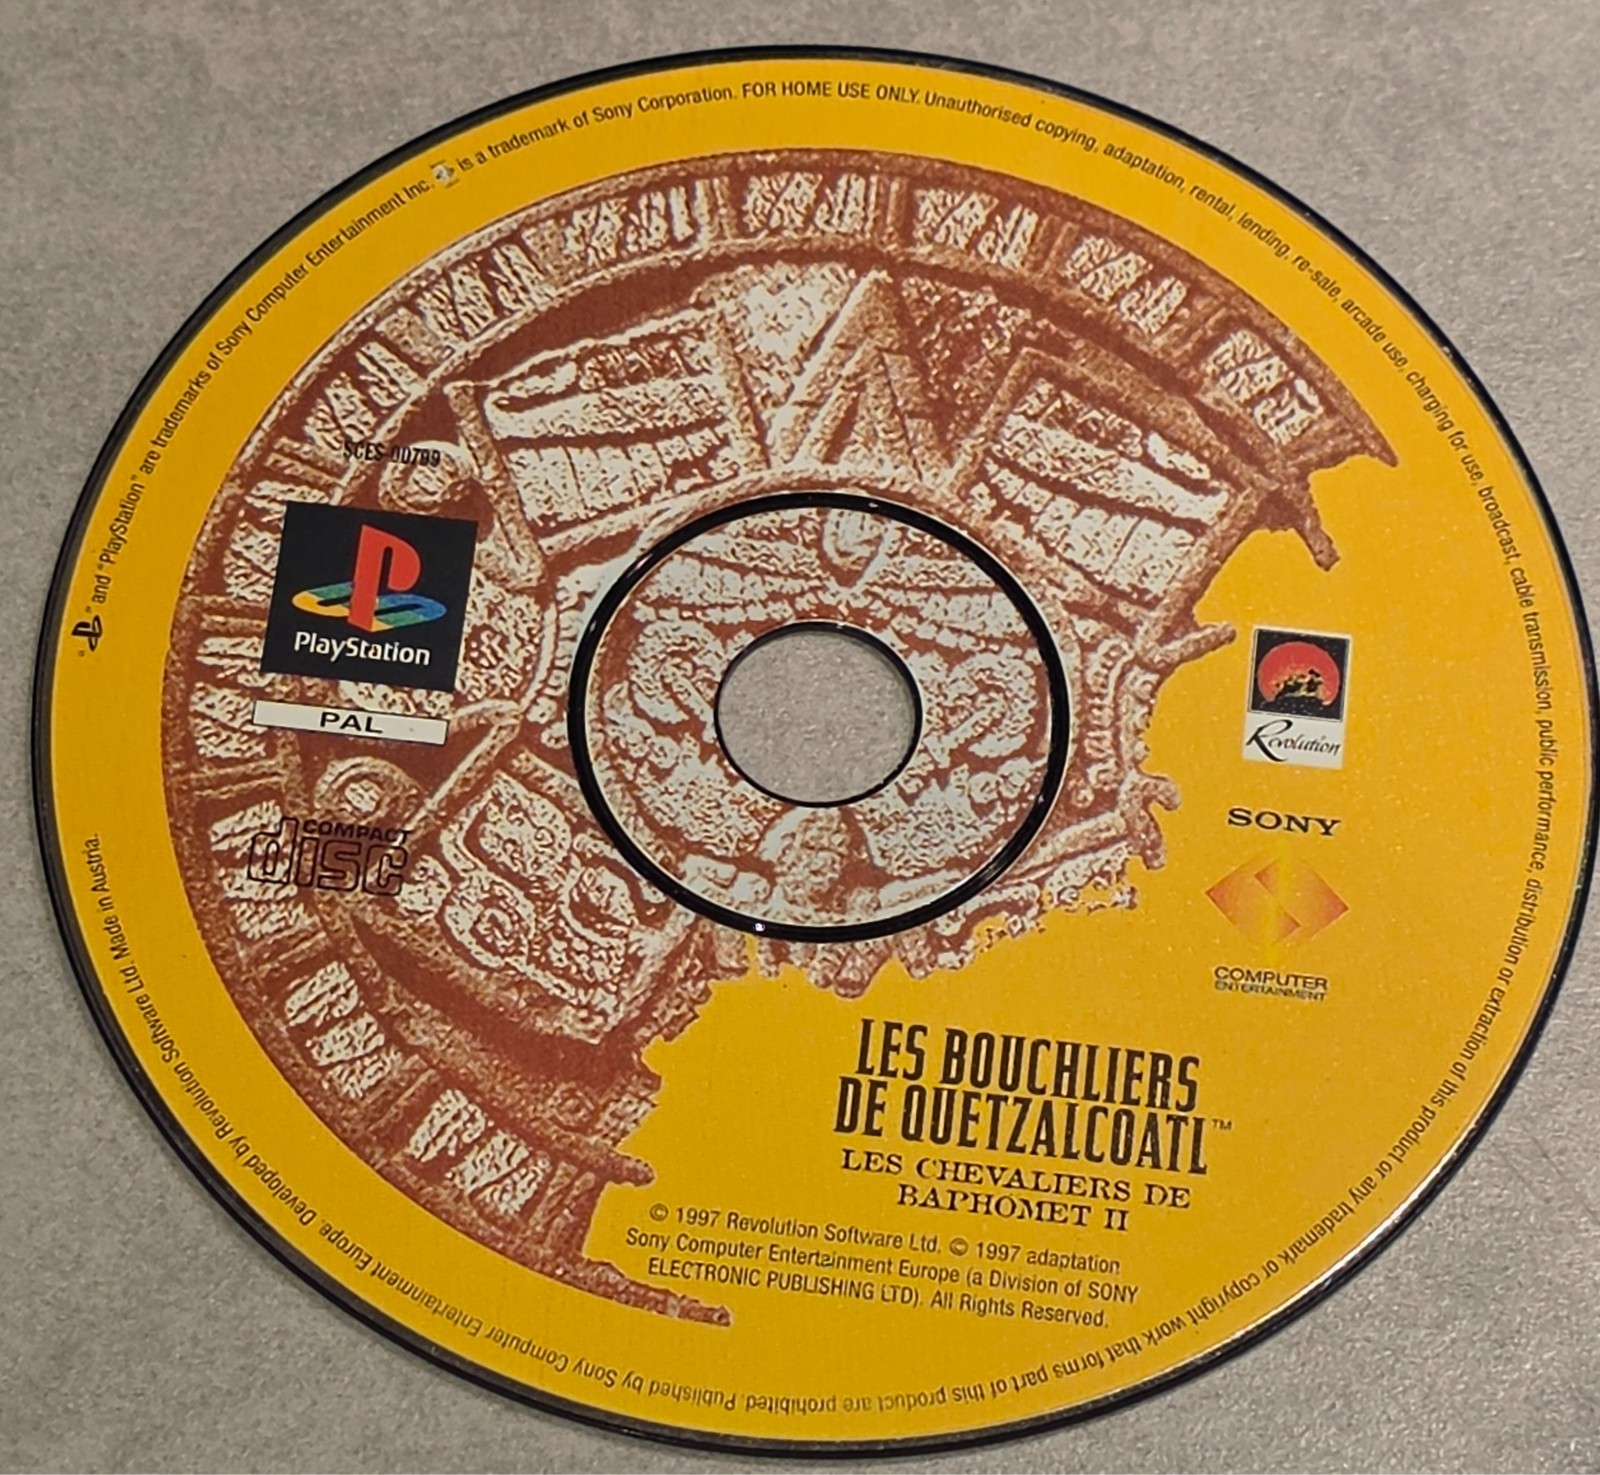 "PS" and "PlayStation" are trademarks of Sony Computer Entertainment Inc. is a trademark of Sony Corporation. FOR HOME USE ONLY. Unauthorised copying, adaptation, rental, lending, re-sale, arcade use, charging for use, broadcast, cable transmission, public performance, distribution or extraction of this product or any trademark or copyright work that forms part of this product are prohibited. Published by Sony Computer Entertainment Europe. Developed by Revolution Software Ltd. Made in Austria.
SCES-00799
PlayStation
PAL
COMPACT
disc
Revolution
SONY
COMPUTER
ENTERTAINMENT
LES BOUCHLIERS
DE QUETZALCOATL™
LES CHEVALIERS DE
BAPHOMET II
© 1997 Revolution Software Ltd. © 1997 adaptation
Sony Computer Entertainment Europe (a Division of SONY
ELECTRONIC PUBLISHING LTD). All Rights Reserved.